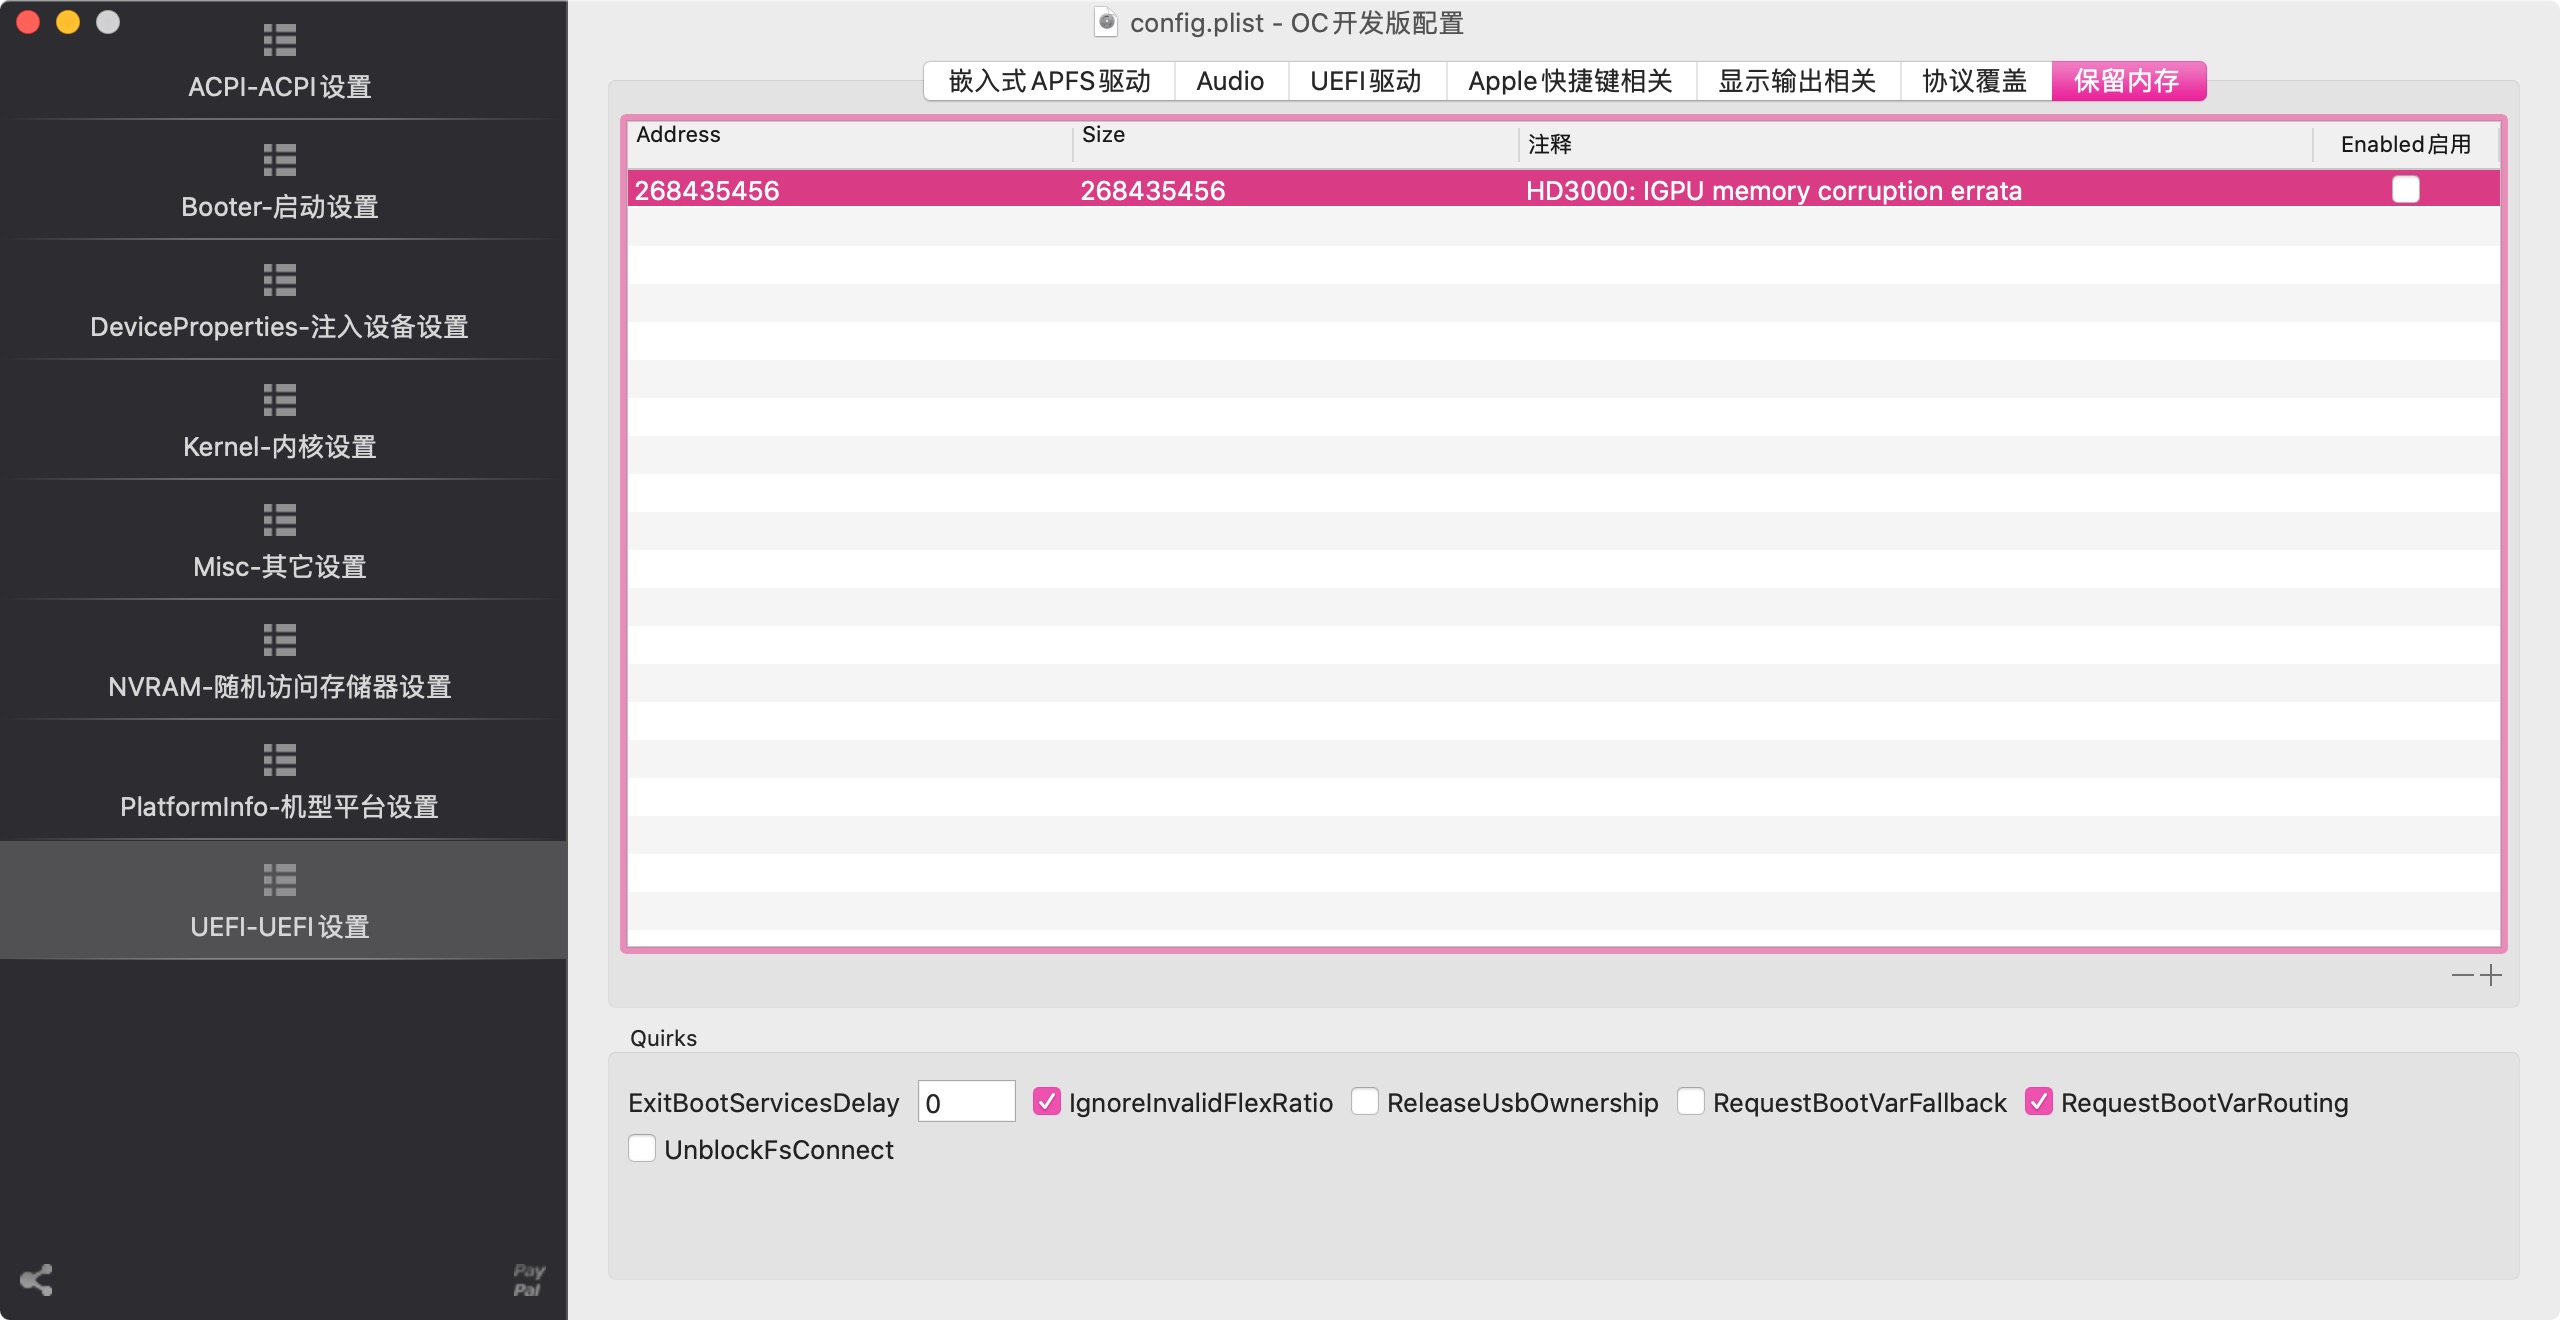 config.plist - OC开发版配置
ACPI-ACPI设置
Booter-启动设置
DeviceProperties-注入设备设置
Kernel-内核设置
Misc-其它设置
NVRAM-随机访问存储器设置
PlatformInfo-机型平台设置
UEFI-UEFI设置
Pay
Pal
嵌入式APFS驱动 Audio UEFI驱动 Apple快捷键相关 显示输出相关 协议覆盖 保留内存
Address Size 注释 Enabled启用
268435456 268435456 HD3000: IGPU memory corruption errata
Quirks
ExitBootServicesDelay 0 IgnoreInvalidFlexRatio ReleaseUsbOwnership RequestBootVarFallback RequestBootVarRouting
UnblockFsConnect